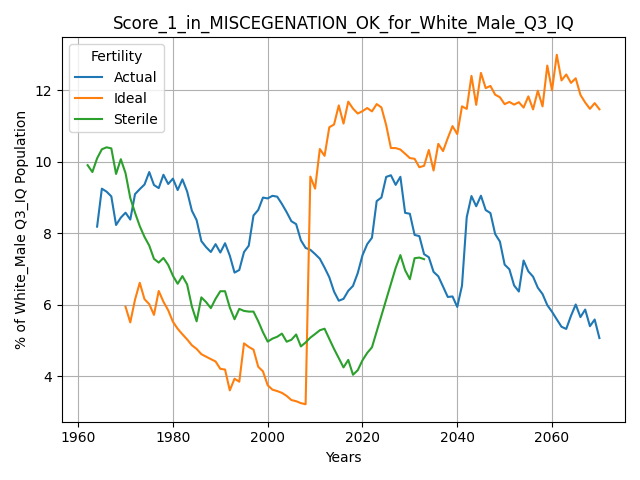 Score_1_in_MISCEGENATION_OK_for_White_Male_Q3_IQ
Fertility
Actual
Ideal
Sterile
% of White_Male Q3_IQ Population
12
10
8
6
4
1960 1980 2000 2020 2040 2060
Years